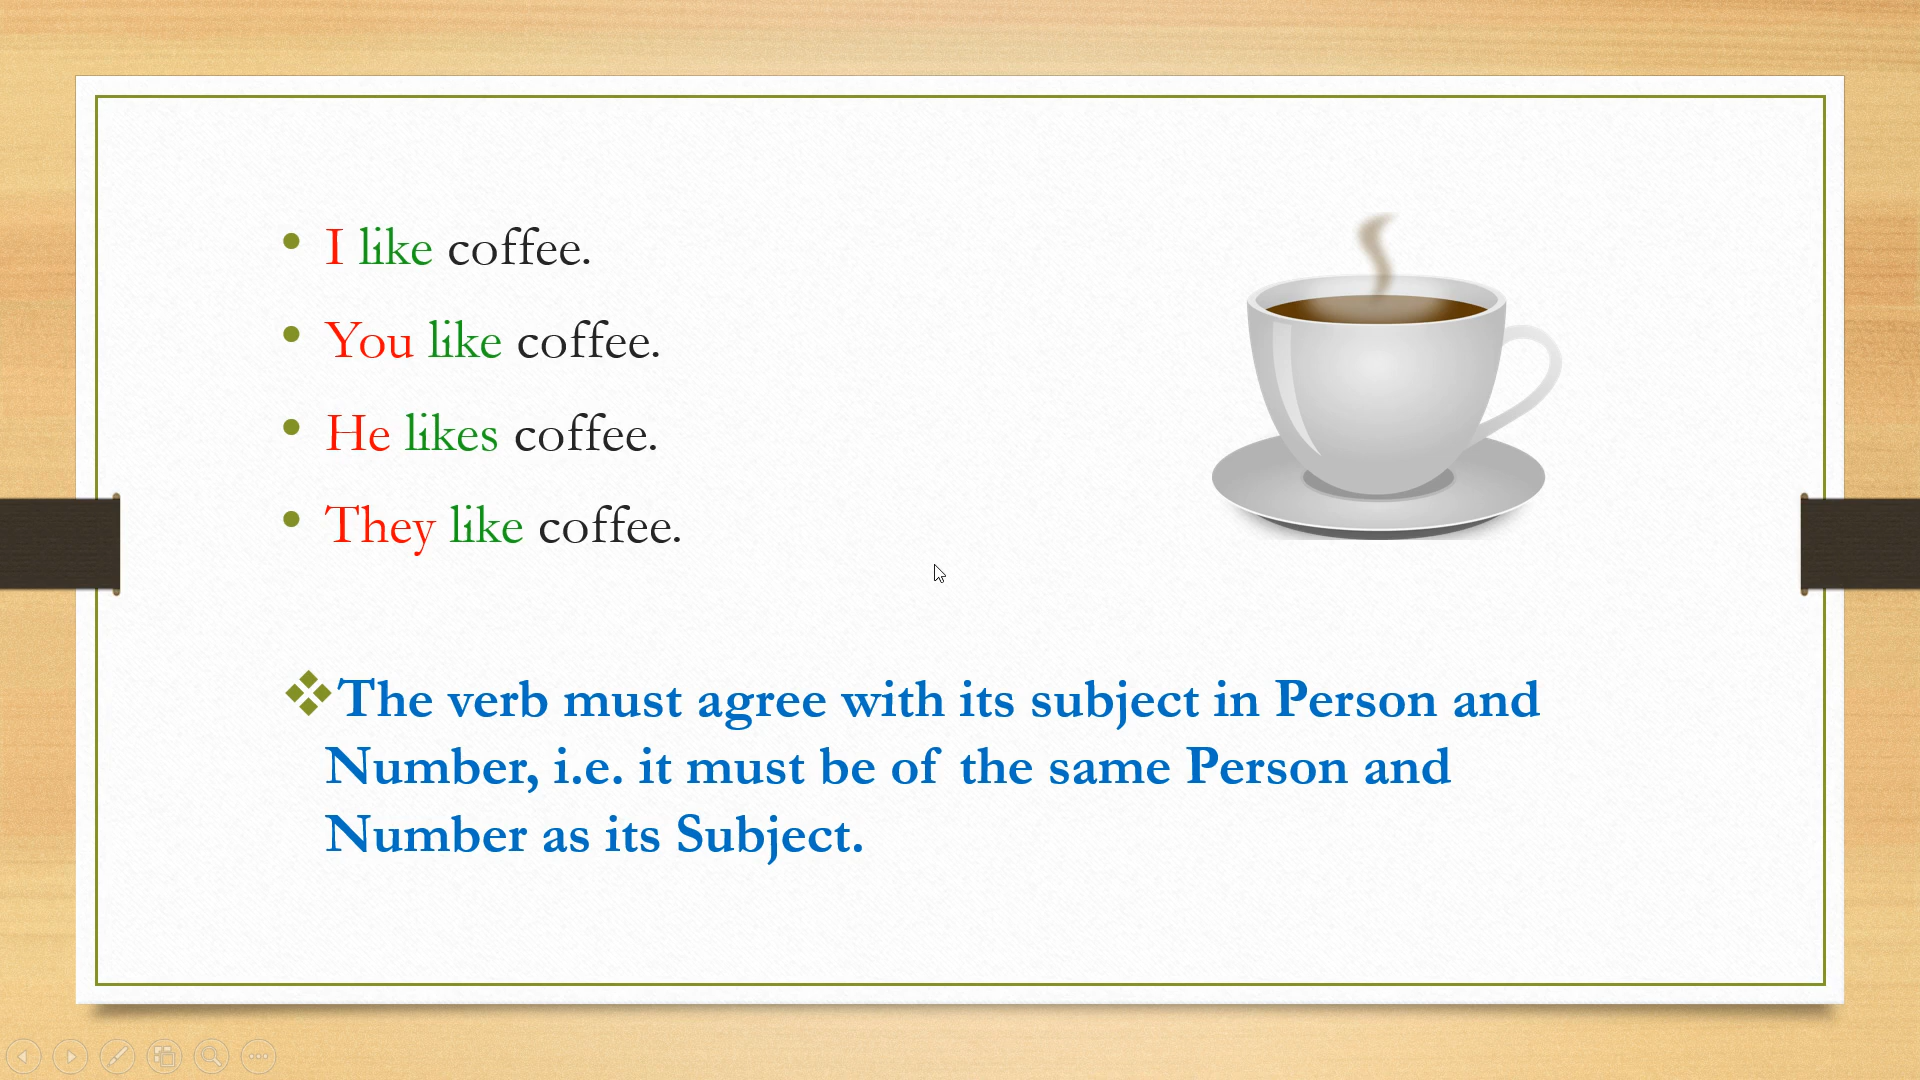 I like coffee.
You like coffee.
He likes coffee.
They like coffee.
The verb must agree with its subject in Person and
Number, i.e. it must be of the same Person and
Number as its Subject.